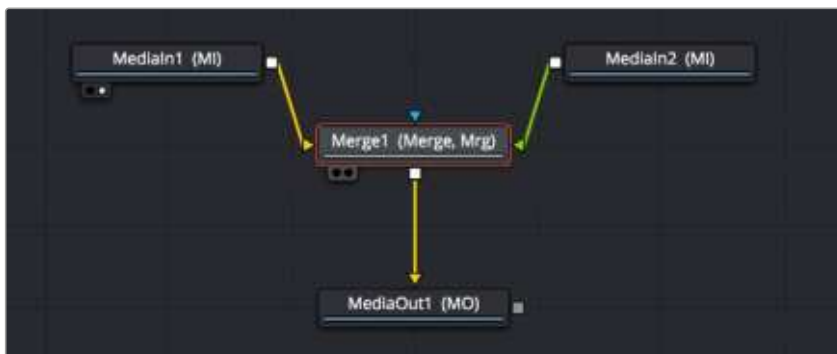 MediaIn1 (MI)
MediaIn2 (MI)
Merge1 (Merge, Mrg)
MediaOut1 (MO)